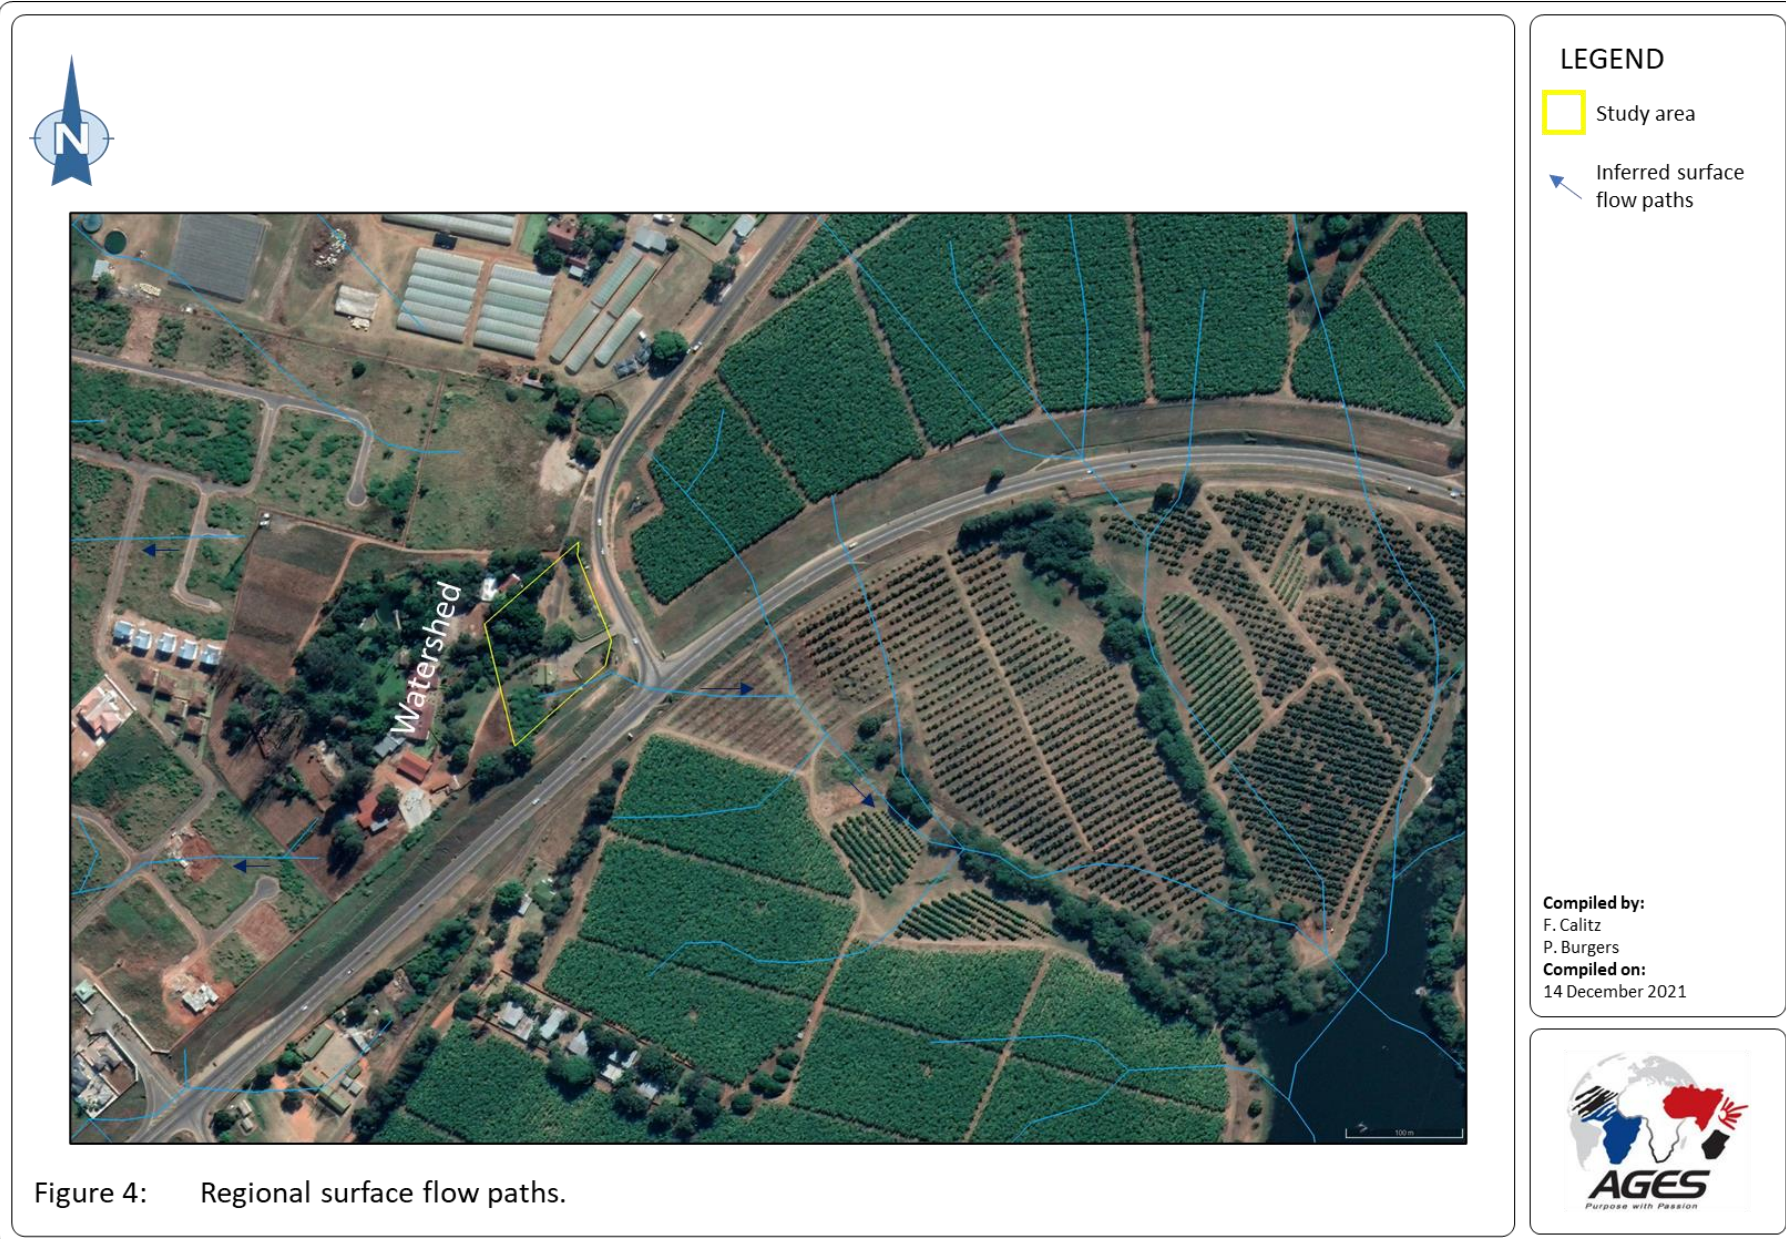 N
LEGEND
Study area
Inferred surface
flow paths
Watershed
100 m
Compiled by:
F. Calitz
P. Burgers
Compiled on:
14 December 2021
AGES
Purpose with Passion
Figure 4: Regional surface flow paths.